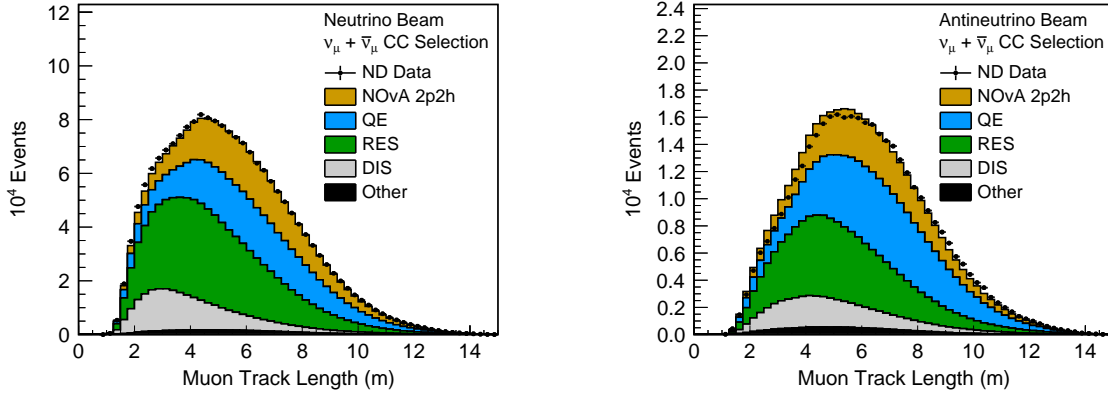 Neutrino Beam
νμ + ν̄μ CC Selection
ND Data
NOvA 2p2h
QE
RES
DIS
Other
12
10
8
6
4
2
0
10⁴ Events
0 2 4 6 8 10 12 14
Muon Track Length (m)
Antineutrino Beam
νμ + ν̄μ CC Selection
ND Data
NOvA 2p2h
QE
RES
DIS
Other
2.4
2.2
2.0
1.8
1.6
1.4
1.2
1.0
0.8
0.6
0.4
0.2
0.0
10⁴ Events
0 2 4 6 8 10 12 14
Muon Track Length (m)